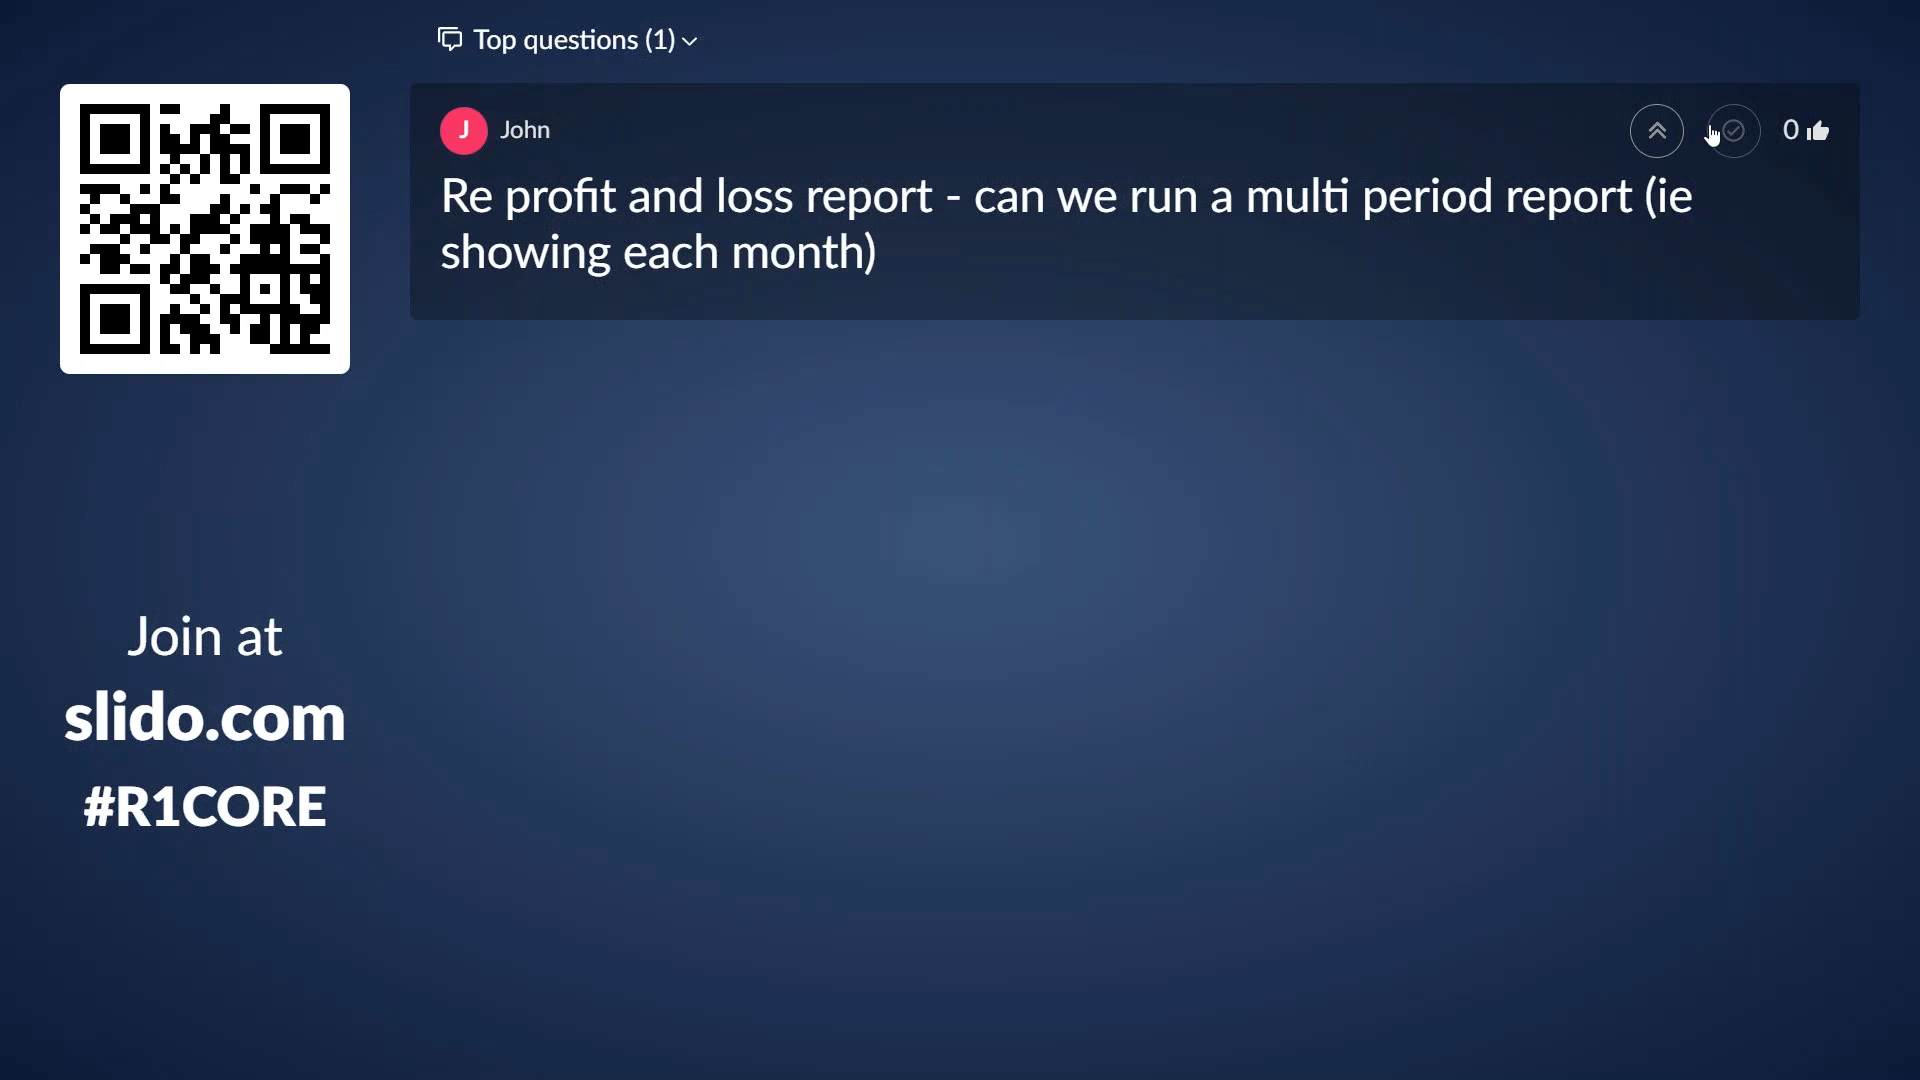 Top questions (1)
J John
0
Re profit and loss report - can we run a multi period report (ie
showing each month)
Join at
slido.com
#R1CORE